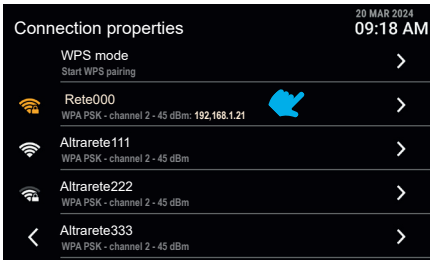 20 MAR 2024
Connection properties 09:18 AM
WPS mode
Start WPS pairing
Rete000
WPA PSK - channel 2 - 45 dBm: 192,168.1.21
Altrarete111
WPA PSK - channel 2 - 45 dBm
Altrarete222
WPA PSK - channel 2 - 45 dBm
Altrarete333
WPA PSK - channel 2 - 45 dBm